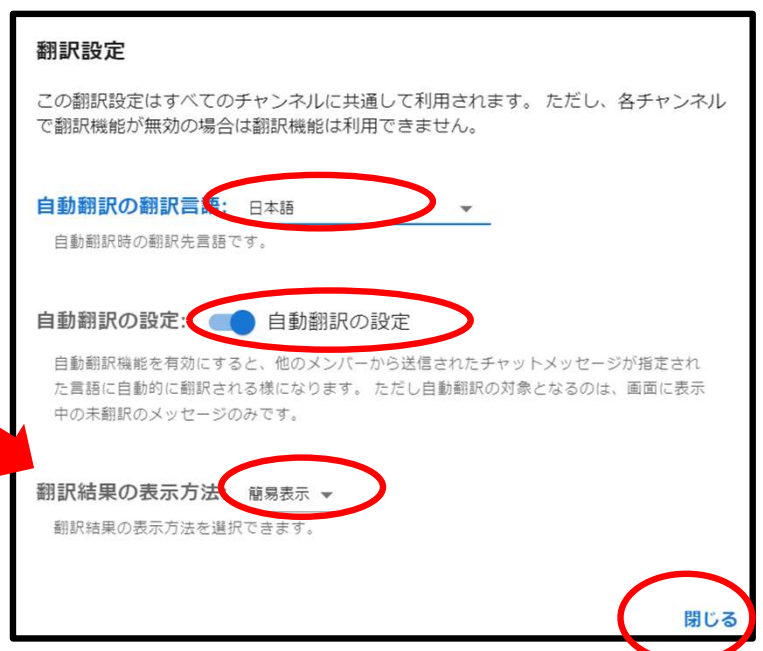 翻訳設定
この翻訳設定はすべてのチャンネルに共通して利用されます。 ただし、各チャンネル
で翻訳機能が無効の場合は翻訳機能は利用できません。
自動翻訳の翻訳言語: 日本語
自動翻訳時の翻訳先言語です。
自動翻訳の設定: 自動翻訳の設定
自動翻訳機能を有効にすると、他のメンバーから送信されたチャットメッセージが指定され
た言語に自動的に翻訳される様になります。 ただし自動翻訳の対象となるのは、画面に表示
中の未翻訳のメッセージのみです。
翻訳結果の表示方法: 簡易表示
翻訳結果の表示方法を選択できます。
閉じる